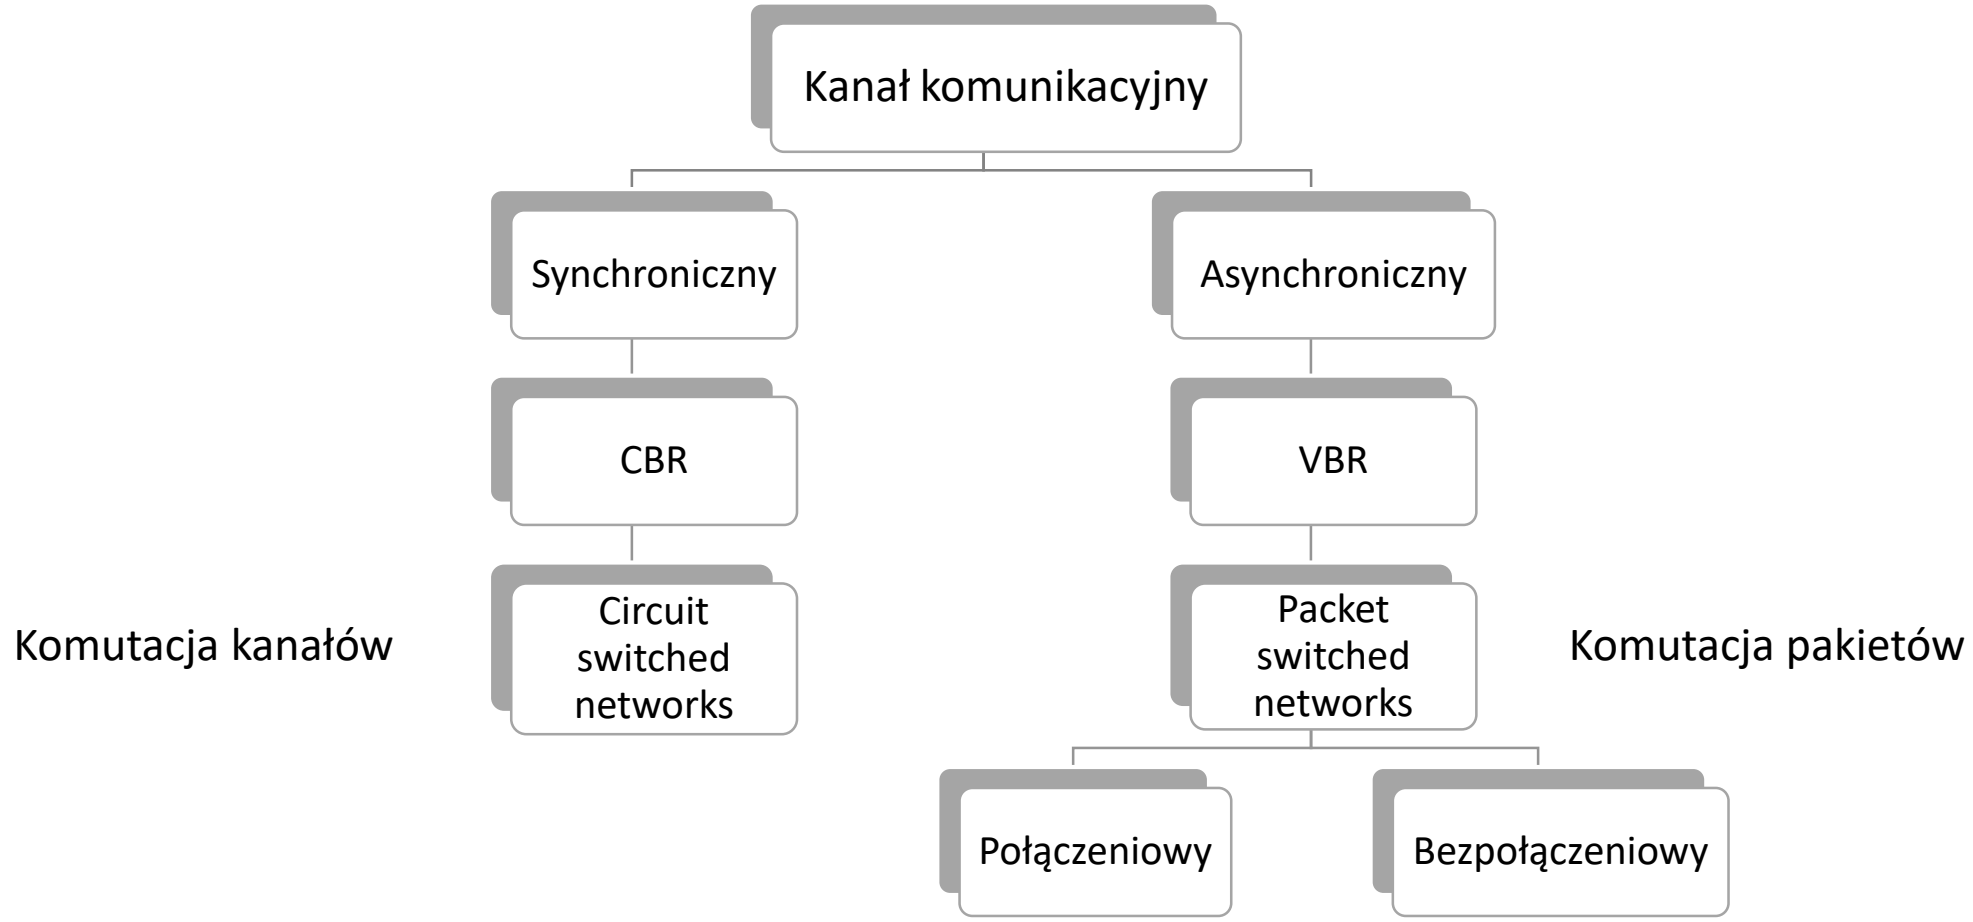 Kanał komunikacyjny
Synchroniczny
Asynchroniczny
CBR
VBR
Komutacja kanałów
Circuit
switched
networks
Packet
switched
networks
Komutacja pakietów
Połączeniowy
Bezpołączeniowy